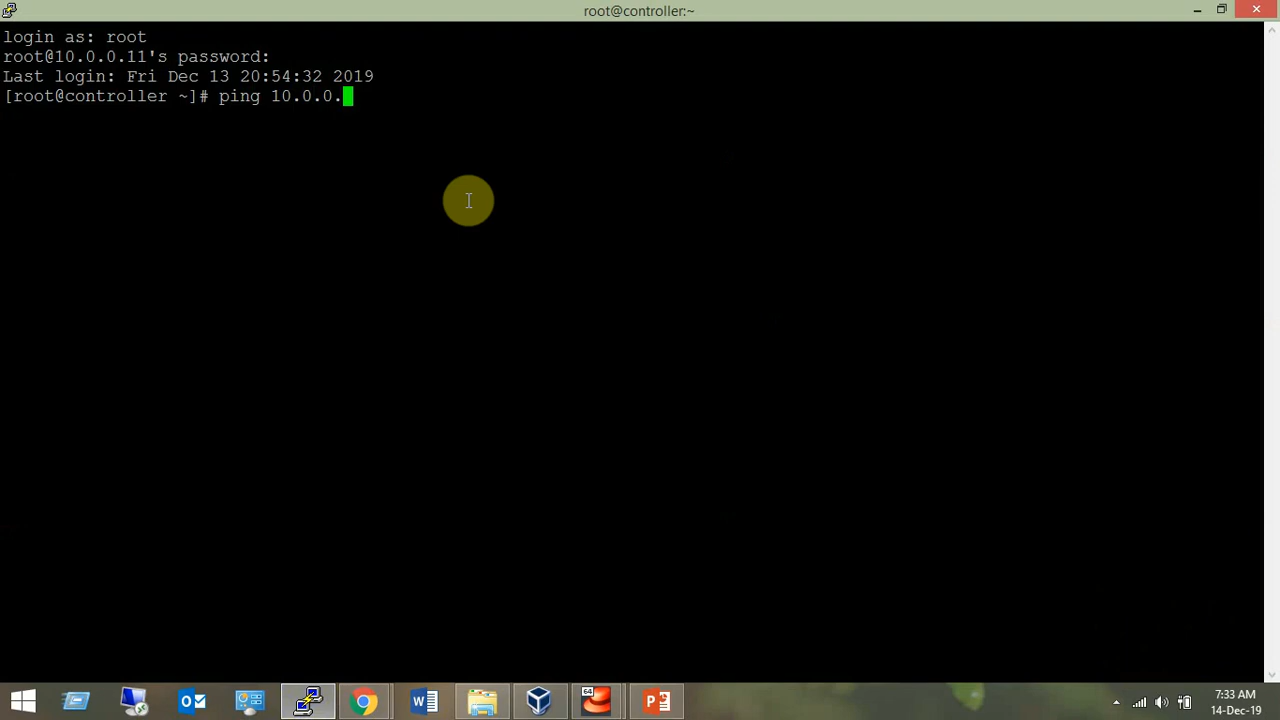 root@controller:~
login as: root
root@10.0.0.11's password:
Last login: Fri Dec 13 20:54:32 2019
[root@controller ~]# ping 10.0.0.
64
7:33 AM
14-Dec-19